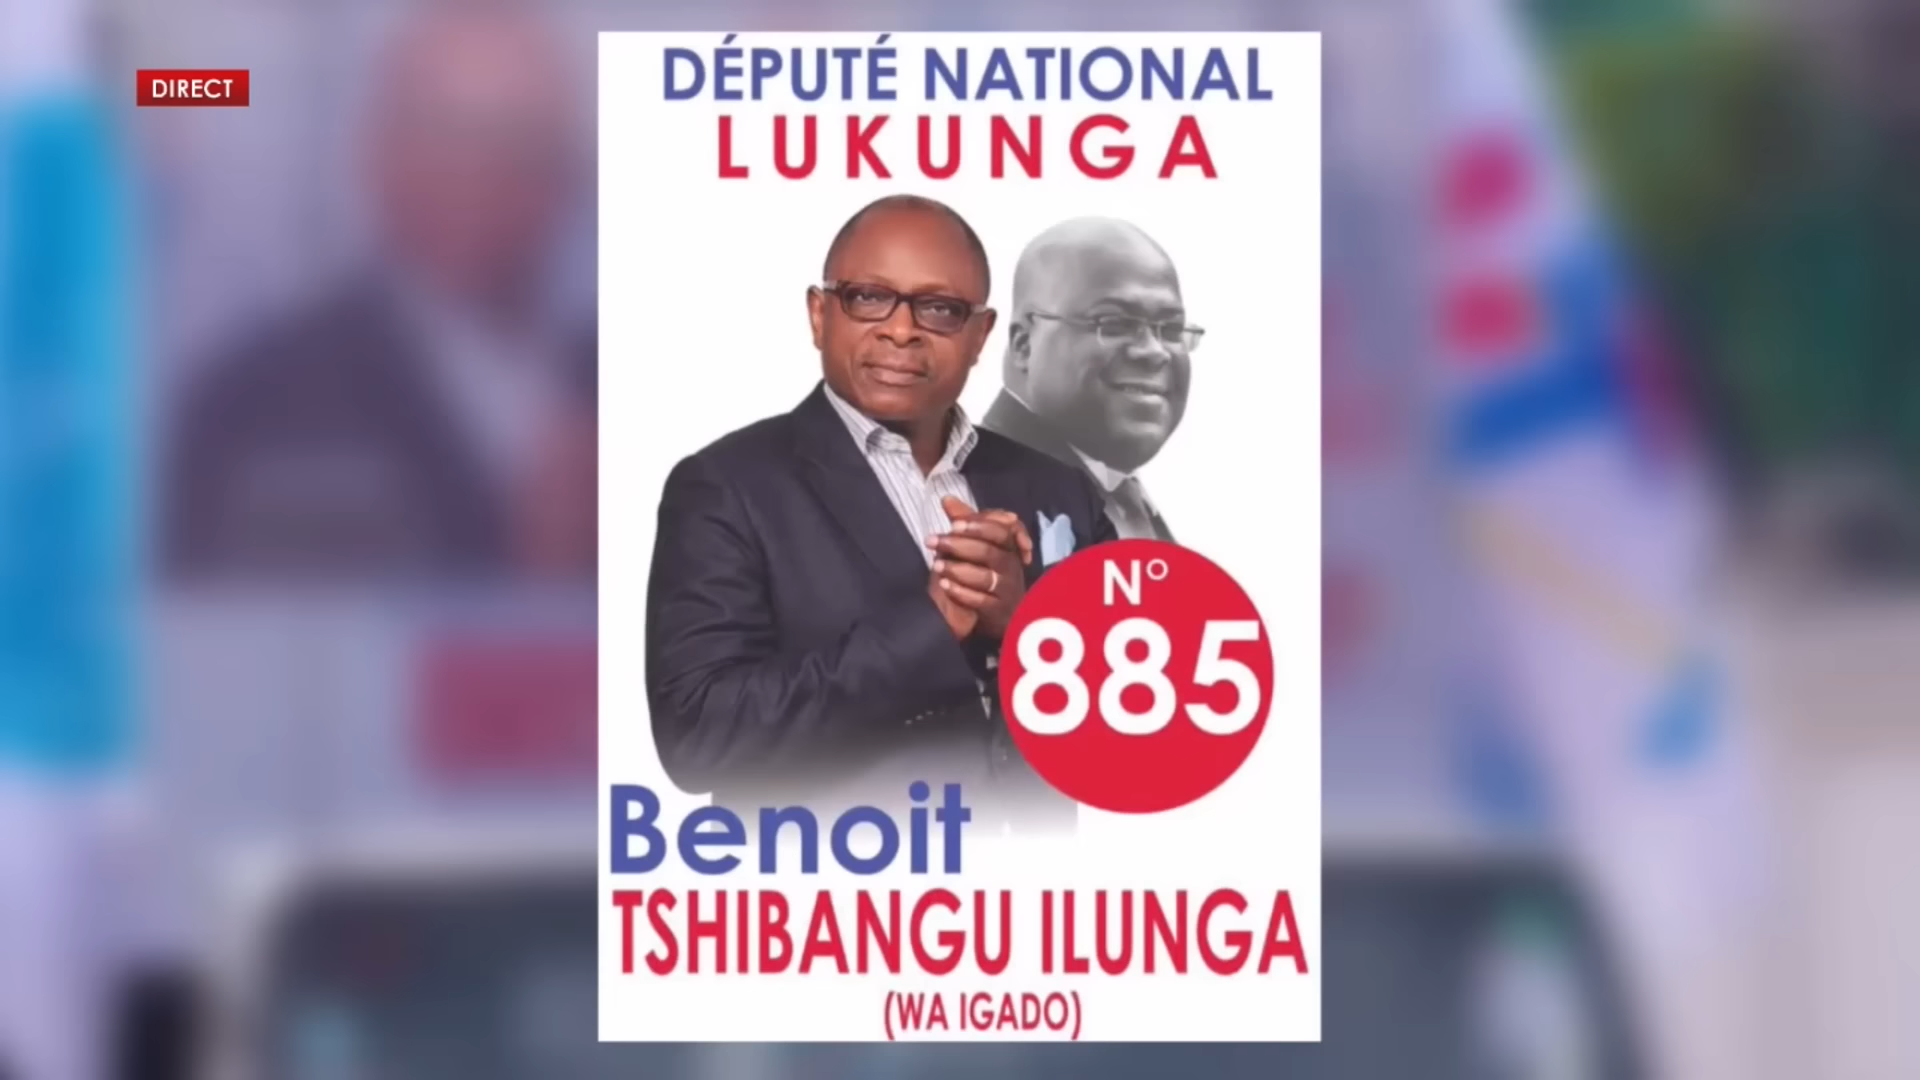 DIRECT
DÉPUTÉ NATIONAL
LUKUNGA
N°
885
Benoit
TSHIBANGU ILUNGA
(WA IGADO)